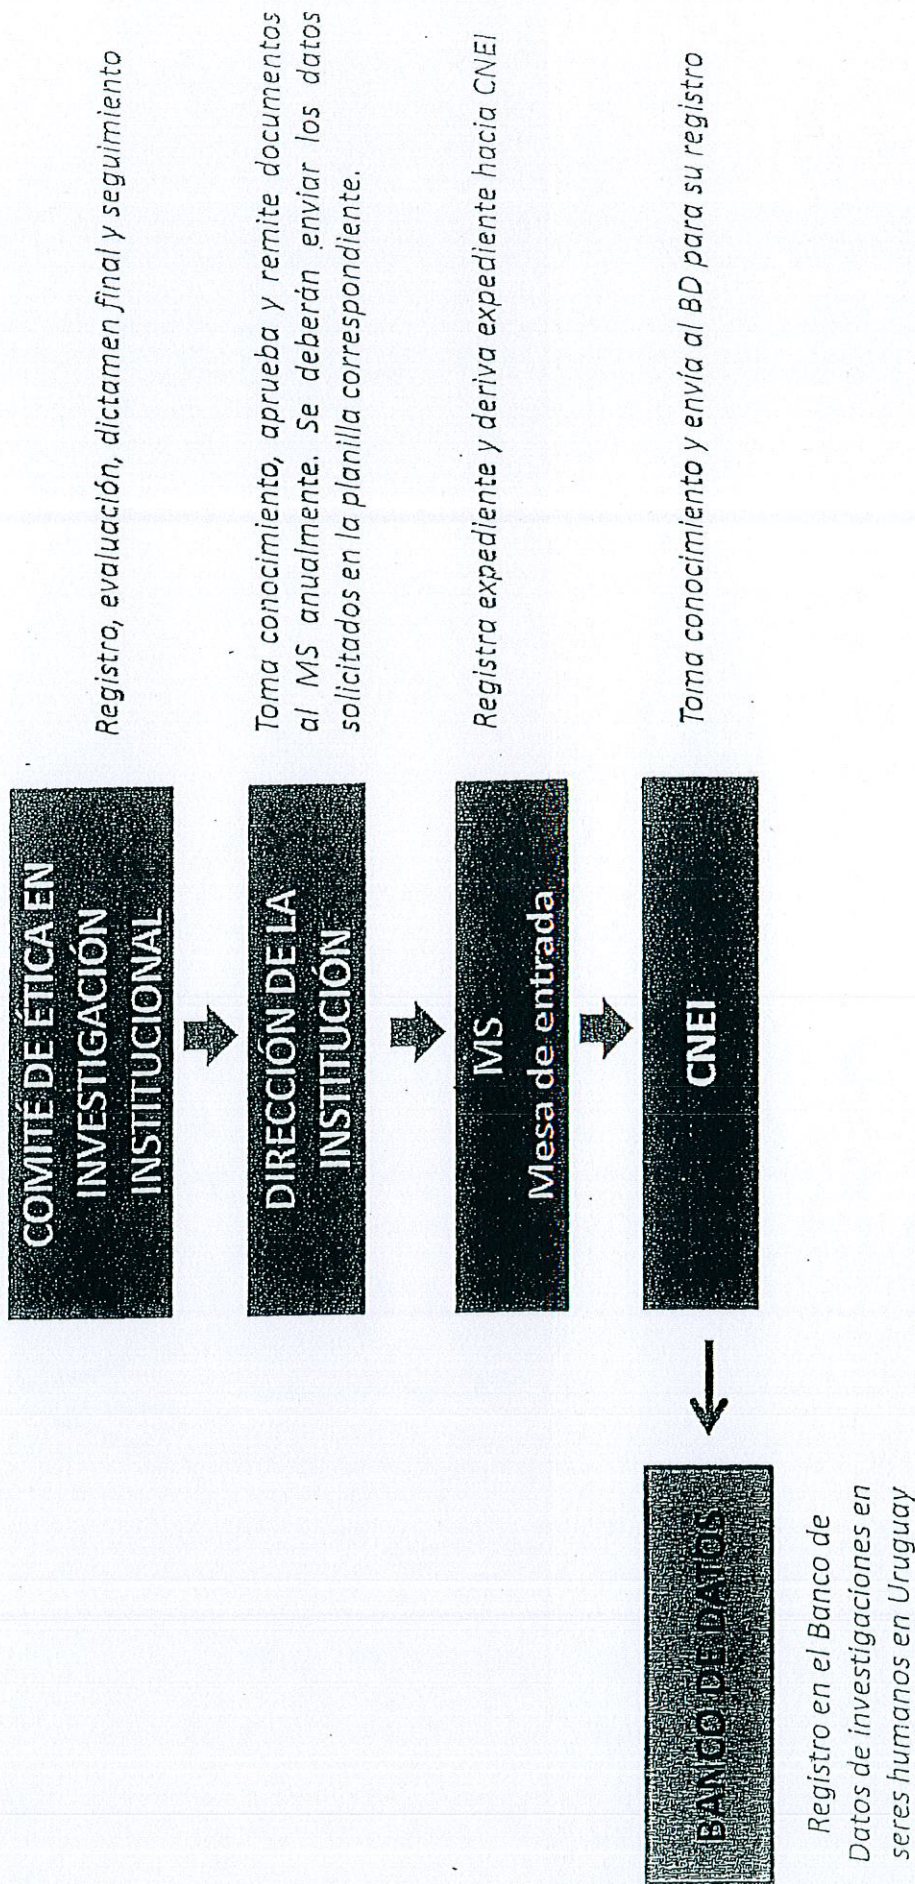 COMITÉ DE ÉTICA EN
INVESTIGACIÓN
INSTITUCIONAL
Registro, evaluación, dictamen final y seguimiento
DIRECCIÓN DE LA
INSTITUCIÓN
Toma conocimiento, aprueba y remite documentos
al MS anualmente. Se deberán enviar los datos
solicitados en la planilla correspondiente.
MS
Mesa de entrada
Registra expediente y deriva expediente hacia CNEI
CNEI
Toma conocimiento y envía al BD para su registro
BANCO DE DATOS
Registro en el Banco de
Datos de investigaciones en
seres humanos en Uruguay